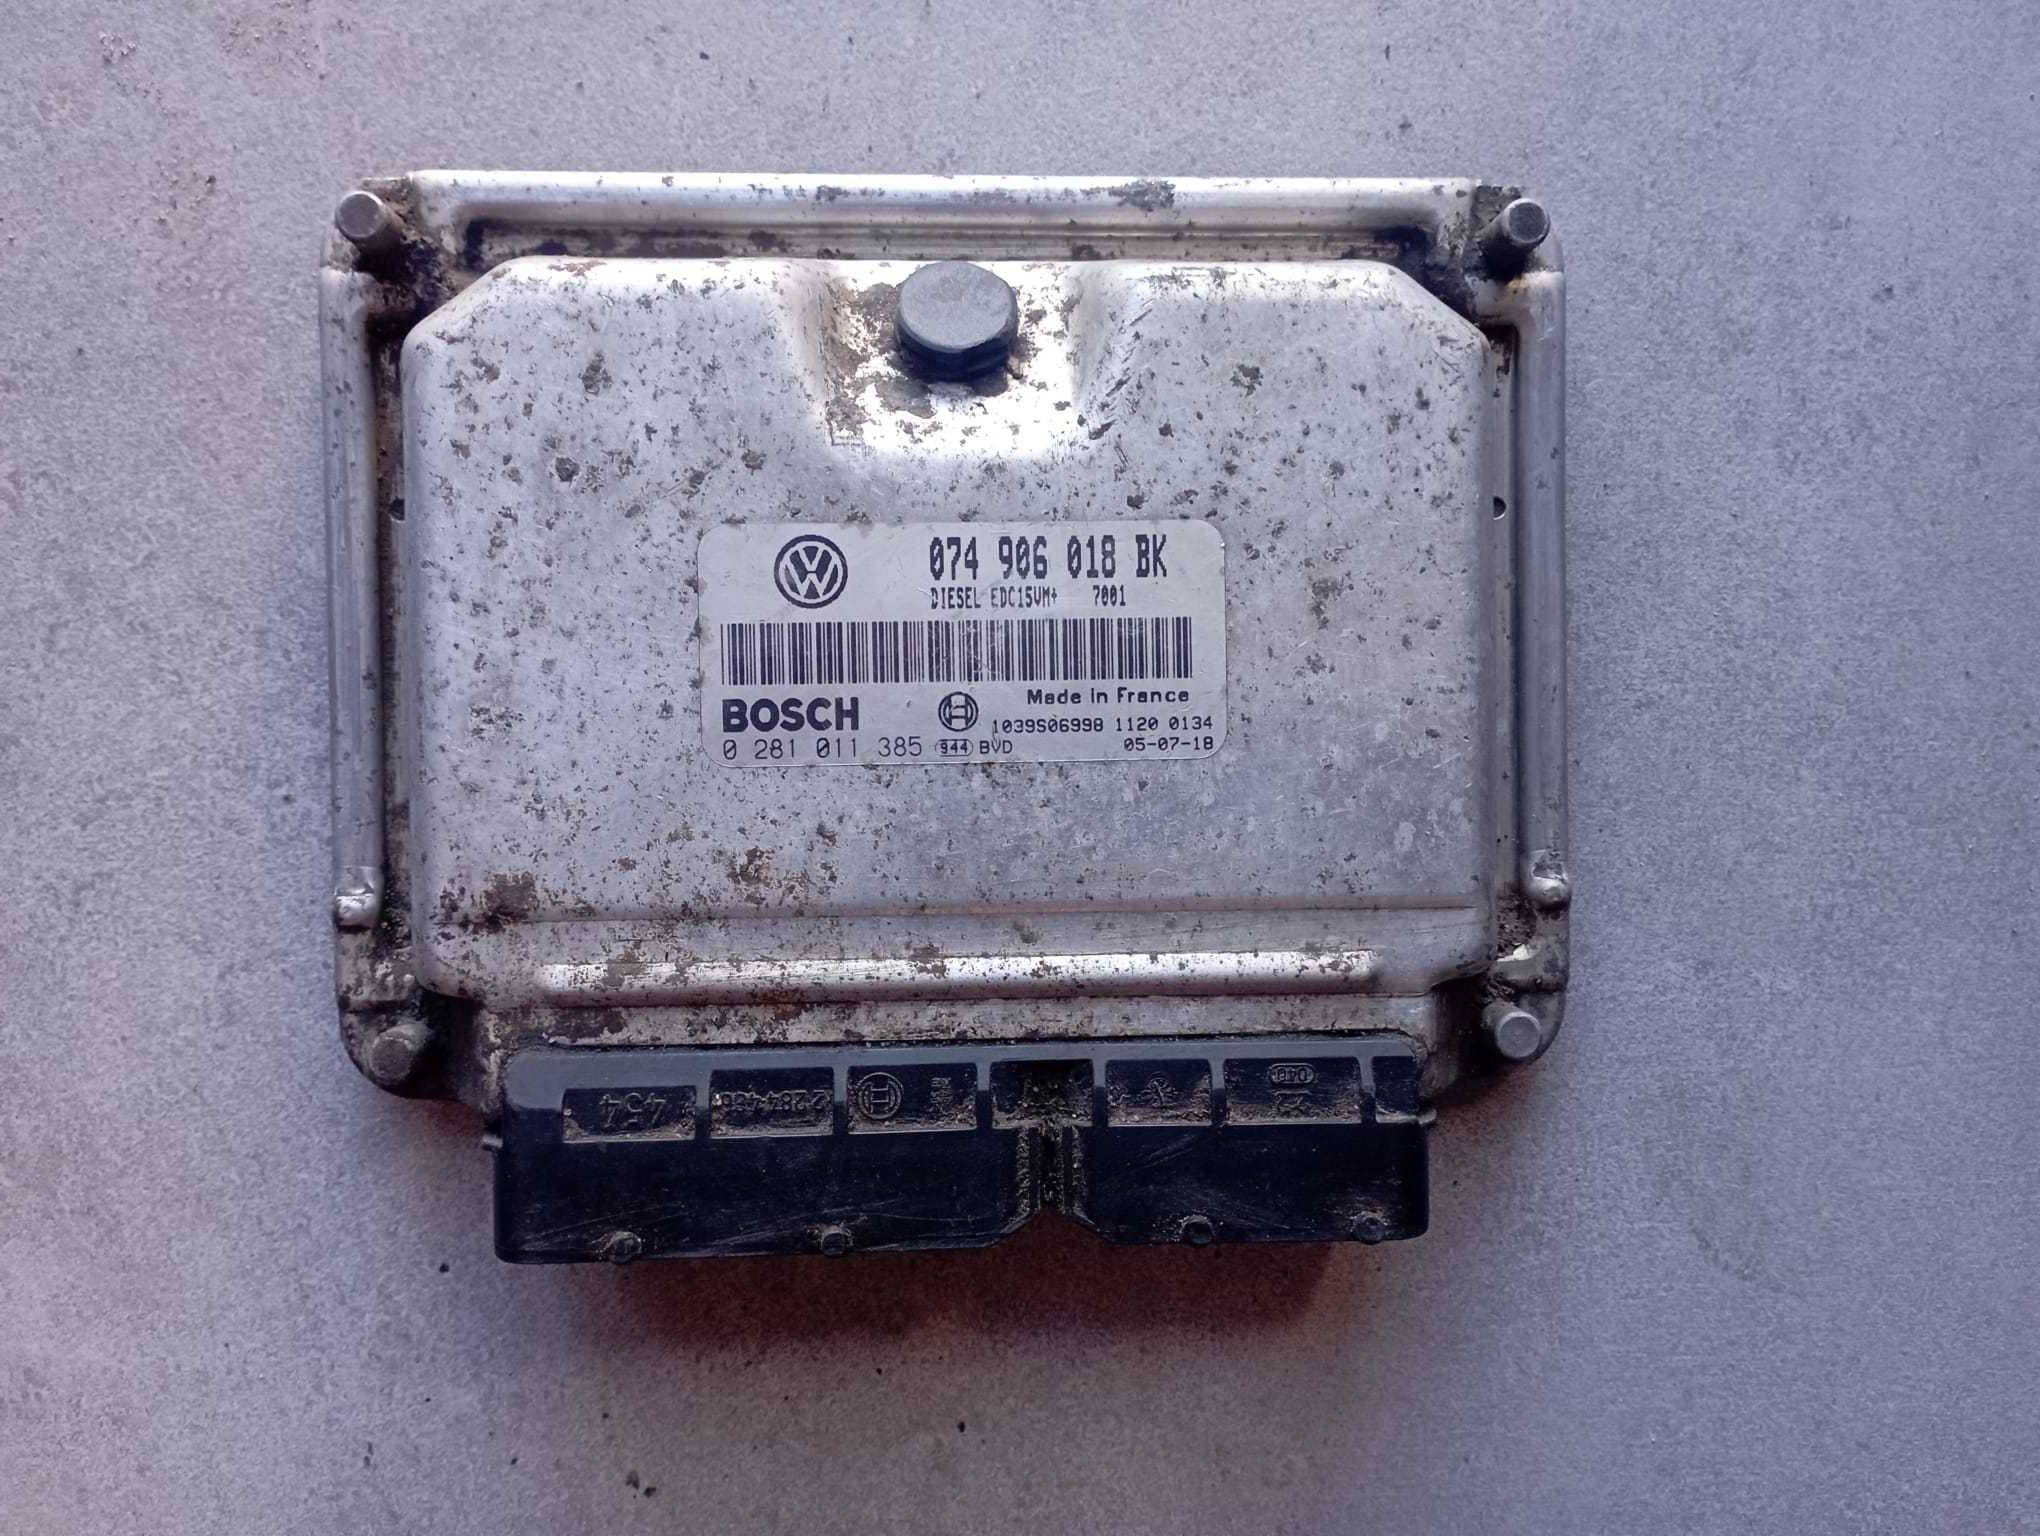 074 906 018 BK
DIESEL EDC15VM+ 7001
BOSCH
Made in France
1039S06998 1120 0134
0 281 011 385 944 BVD 05-07-18
454